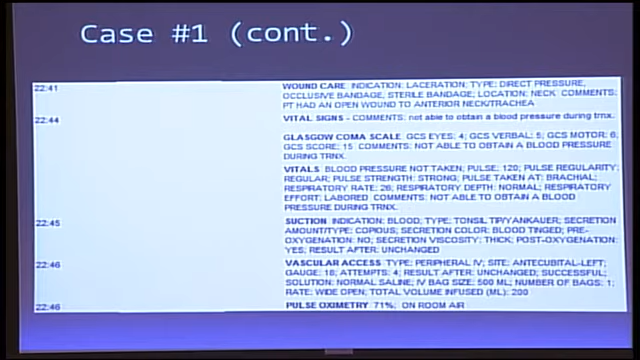 Case #1 (cont.)
22:41
WOUND CARE INDICATION: LACERATION; TYPE: DIRECT PRESSURE,
OCCLUSIVE BANDAGE, STERILE BANDAGE; LOCATION: NECK COMMENTS:
PT HAD AN OPEN WOUND TO ANTERIOR NECK/TRACHEA
22:44
VITAL SIGNS - COMMENTS: not able to obtain a blood pressure during trnx.
GLASGOW COMA SCALE: GCS EYES: 4; GCS VERBAL: 5; GCS MOTOR: 6;
GCS SCORE: 15 COMMENTS: NOT ABLE TO OBTAIN A BLOOD PRESSURE
DURING TRNX.
VITALS BLOOD PRESSURE NOT TAKEN; PULSE: 120; PULSE REGULARITY:
REGULAR; PULSE STRENGTH: STRONG; PULSE TAKEN AT: BRACHIAL;
RESPIRATORY RATE: 26; RESPIRATORY DEPTH: NORMAL; RESPIRATORY
EFFORT: LABORED COMMENTS: NOT ABLE TO OBTAIN A BLOOD
PRESSURE DURING TRNX.
22:45
SUCTION INDICATION: BLOOD; TYPE: TONSIL TIP/YANKAUER; SECRETION
AMOUNT/TYPE: COPIOUS; SECRETION COLOR: BLOOD TINGED; PRE-
OXYGENATION: NO; SECRETION VISCOSITY: THICK; POST-OXYGENATION:
YES; RESULT AFTER: UNCHANGED
22:46
VASCULAR ACCESS TYPE: PERIPHERAL IV; SITE: ANTECUBITAL-LEFT;
GAUGE: 18; ATTEMPTS: 4; RESULT AFTER: UNCHANGED; SUCCESSFUL;
SOLUTION: NORMAL SALINE; IV BAG SIZE: 500 ML; NUMBER OF BAGS: 1;
RATE: WIDE OPEN; TOTAL VOLUME INFUSED (ML): 200
22:46
PULSE OXIMETRY 71%; ON ROOM AIR